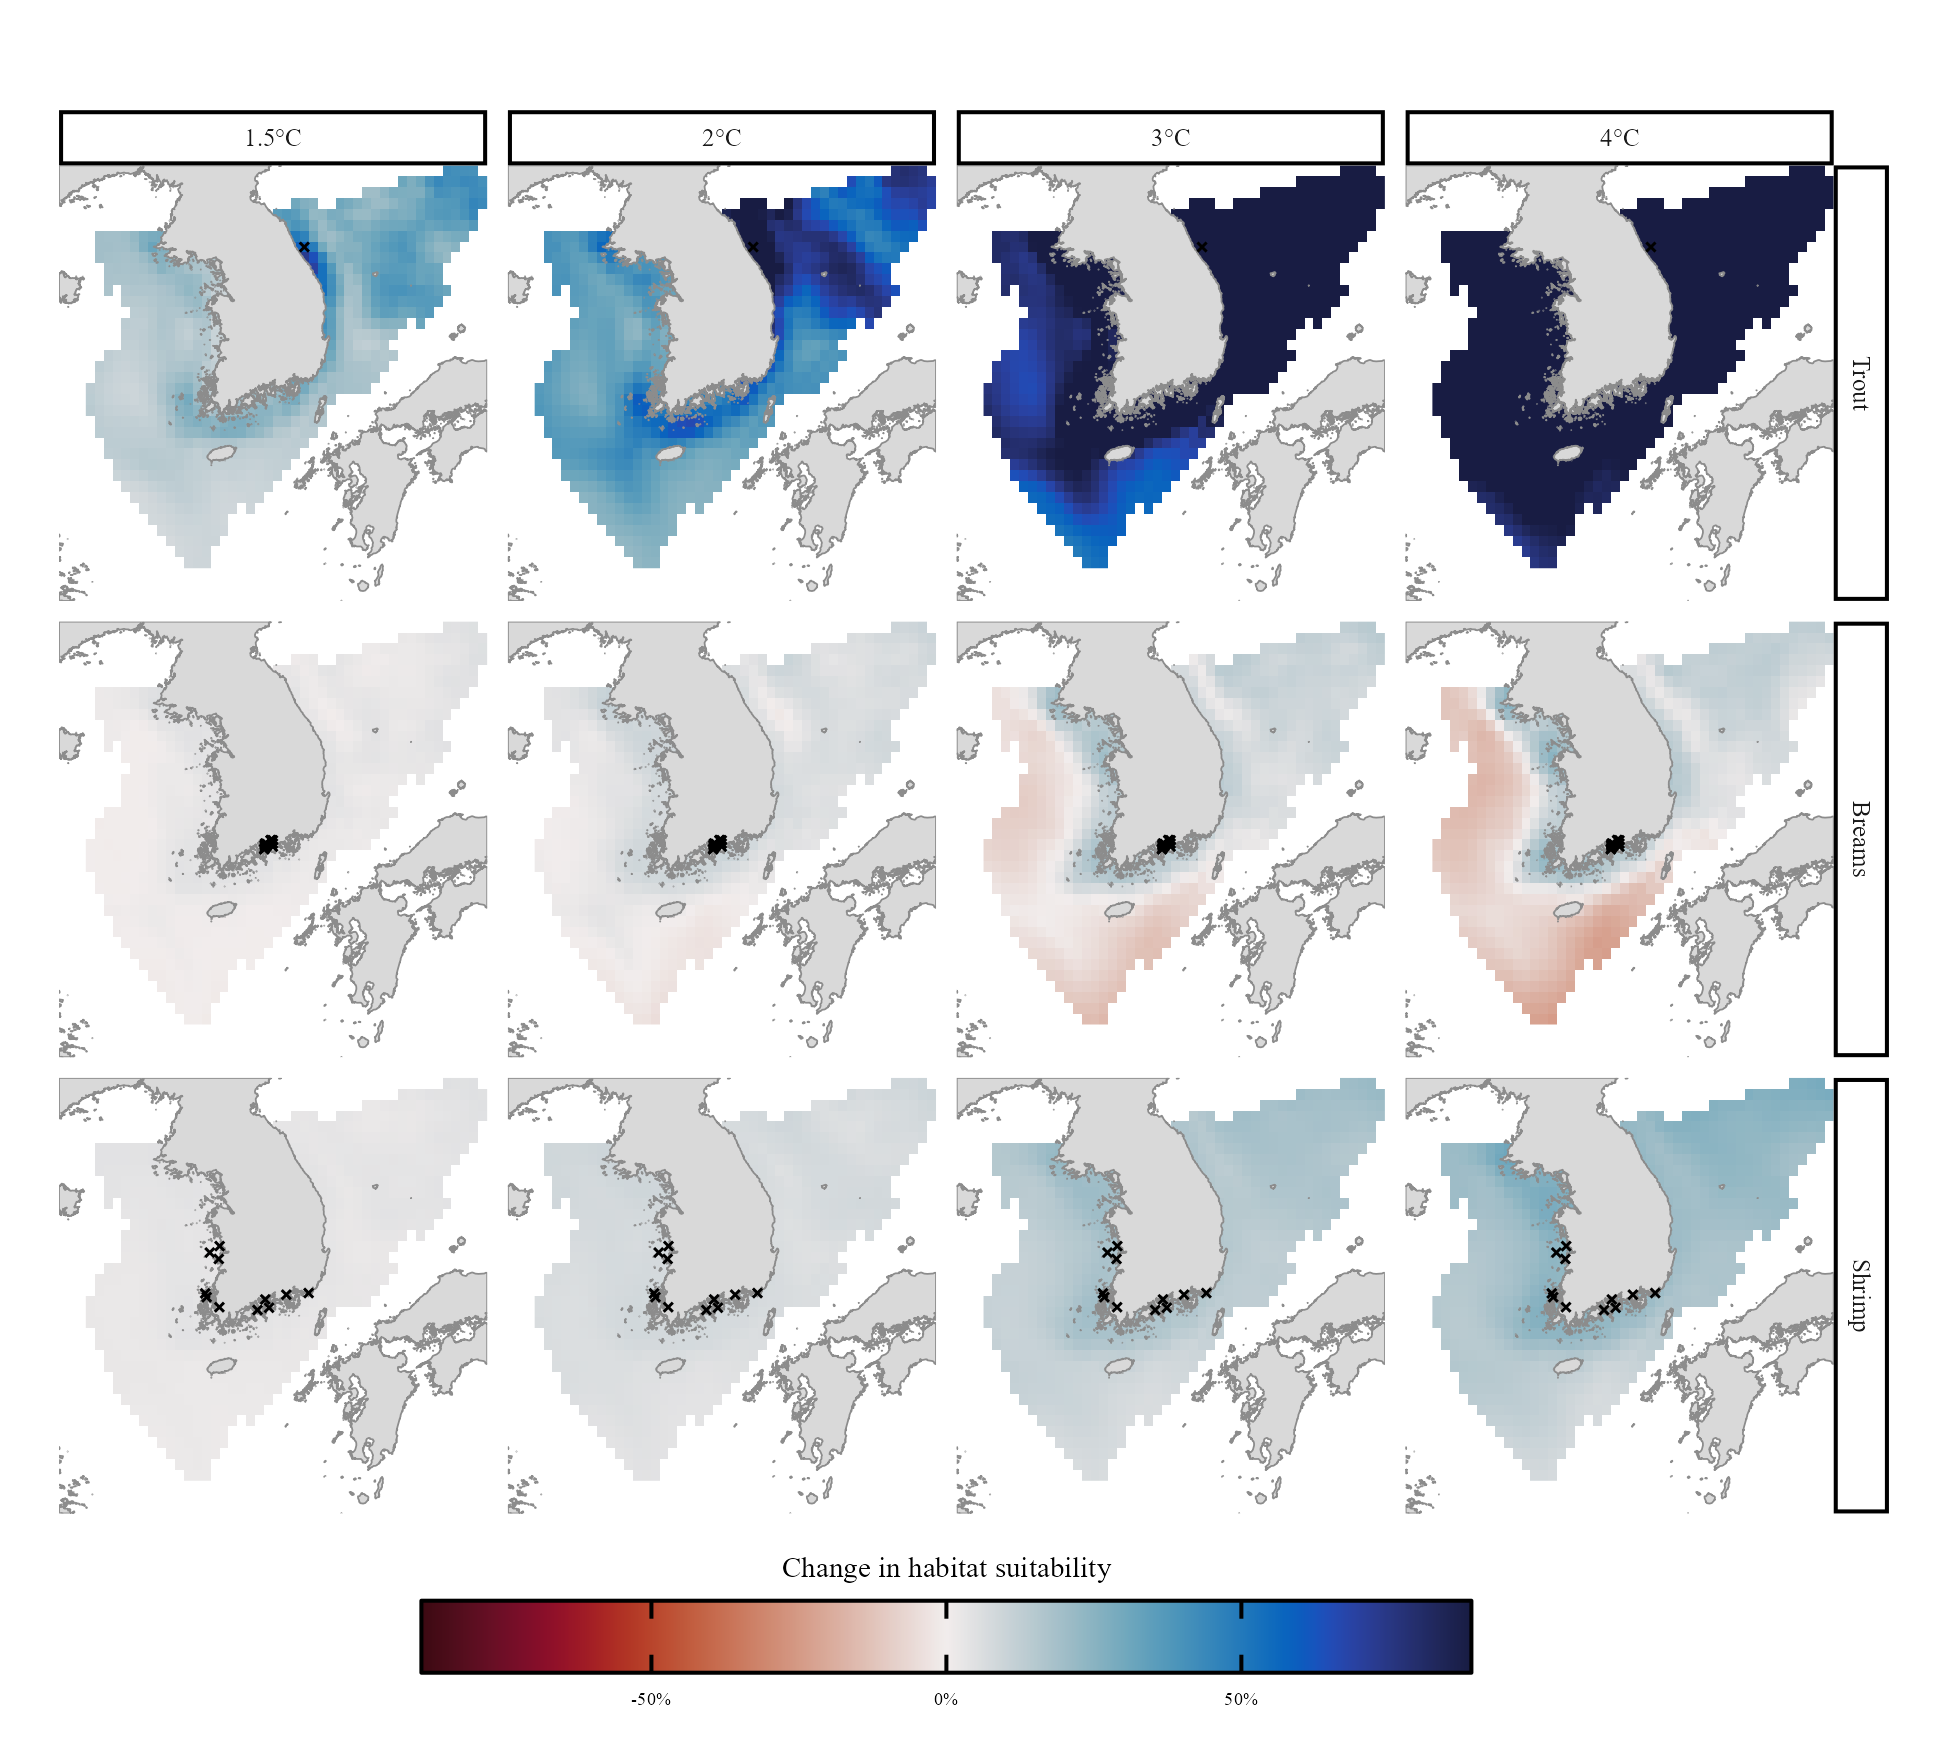 1.5°C
2°C
3°C
4°C
Trout
Breams
Shrimp
Change in habitat suitability
-50%
0%
50%